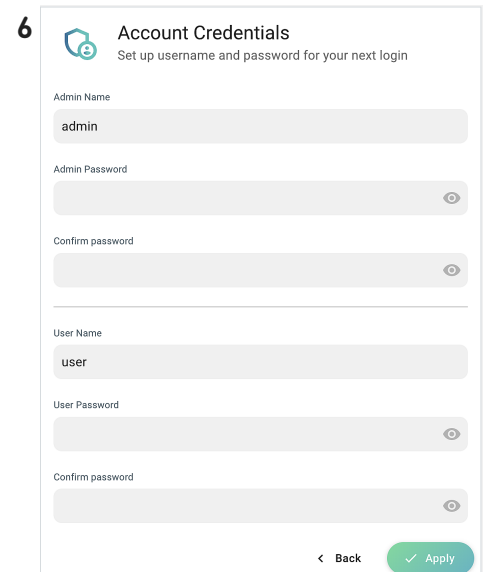 6
Account Credentials
Set up username and password for your next login
Admin Name
admin
Admin Password
Confirm password
User Name
user
User Password
Confirm password
Back
Apply